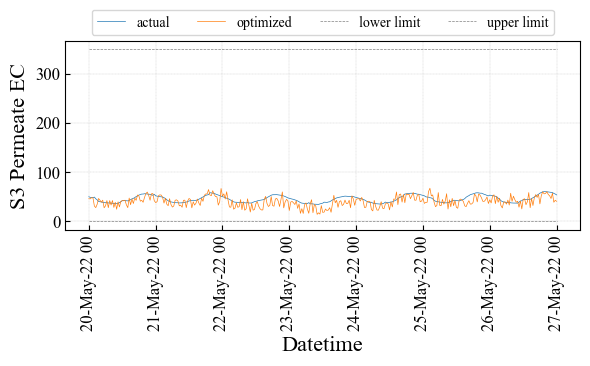 actual optimized lower limit upper limit
S3 Permeate EC
300
200
100
0
20-May-22 00
21-May-22 00
22-May-22 00
23-May-22 00
24-May-22 00
25-May-22 00
26-May-22 00
27-May-22 00
Datetime